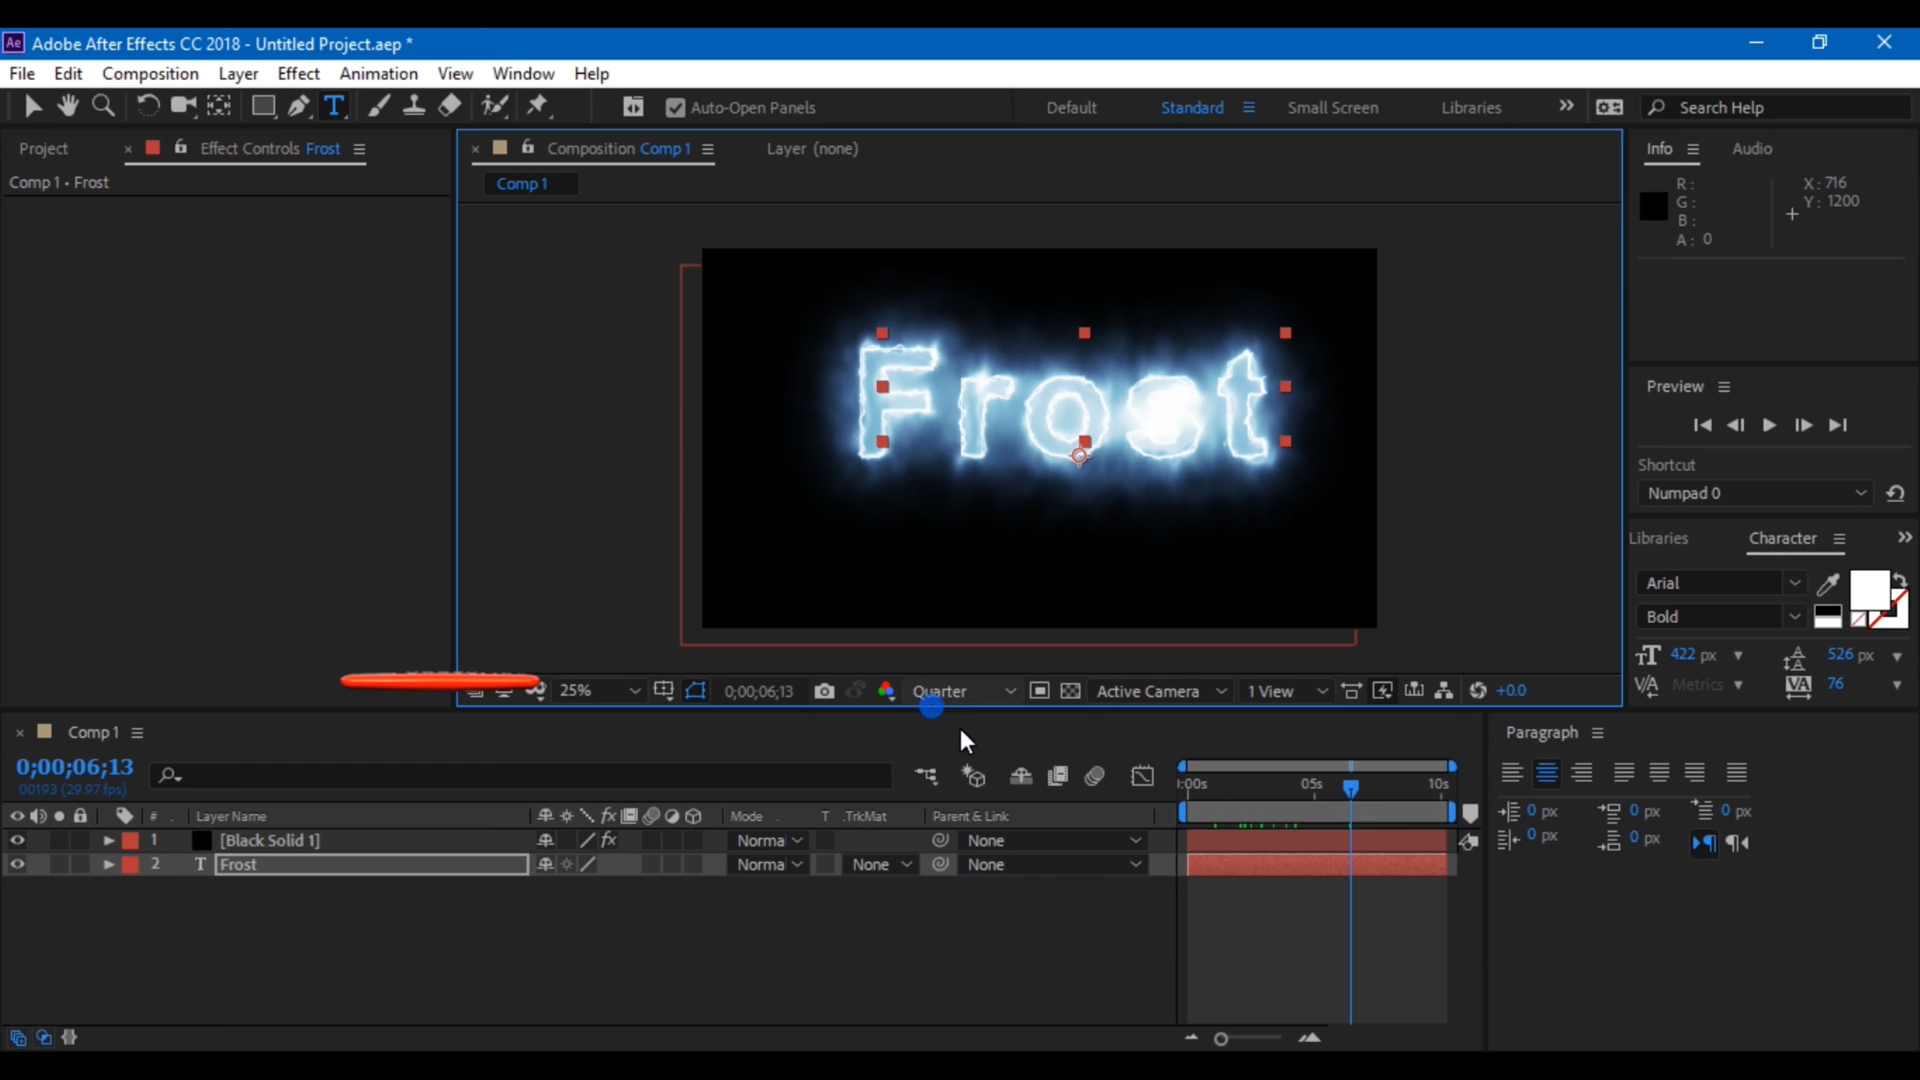 Ae Adobe After Effects CC 2018 - Untitled Project.aep *
File Edit Composition Layer Effect Animation View Window Help
T Auto-Open Panels Default Standard Small Screen Libraries Search Help
Project Effect Controls Frost Composition Comp 1 Layer (none) Info Audio
Comp 1 • Frost
Comp 1
R:
G:
B:
A: 0
X: 716
Y: 1200
Frost
Preview
Shortcut
Numpad 0
Libraries Character
Arial
Bold
422 px 526 px
Metrics 76
25% 0;00;06;13 Quarter Active Camera 1 View +0.0
Comp 1
Paragraph
0;00;06;13
00193 (29.97 fps)
:00s 05s 10s
# Layer Name fx Mode T .TrkMat Parent & Link
1 [Black Solid 1] fx Norma None
2 T Frost Norma None None
0 px 0 px 0 px
0 px 0 px